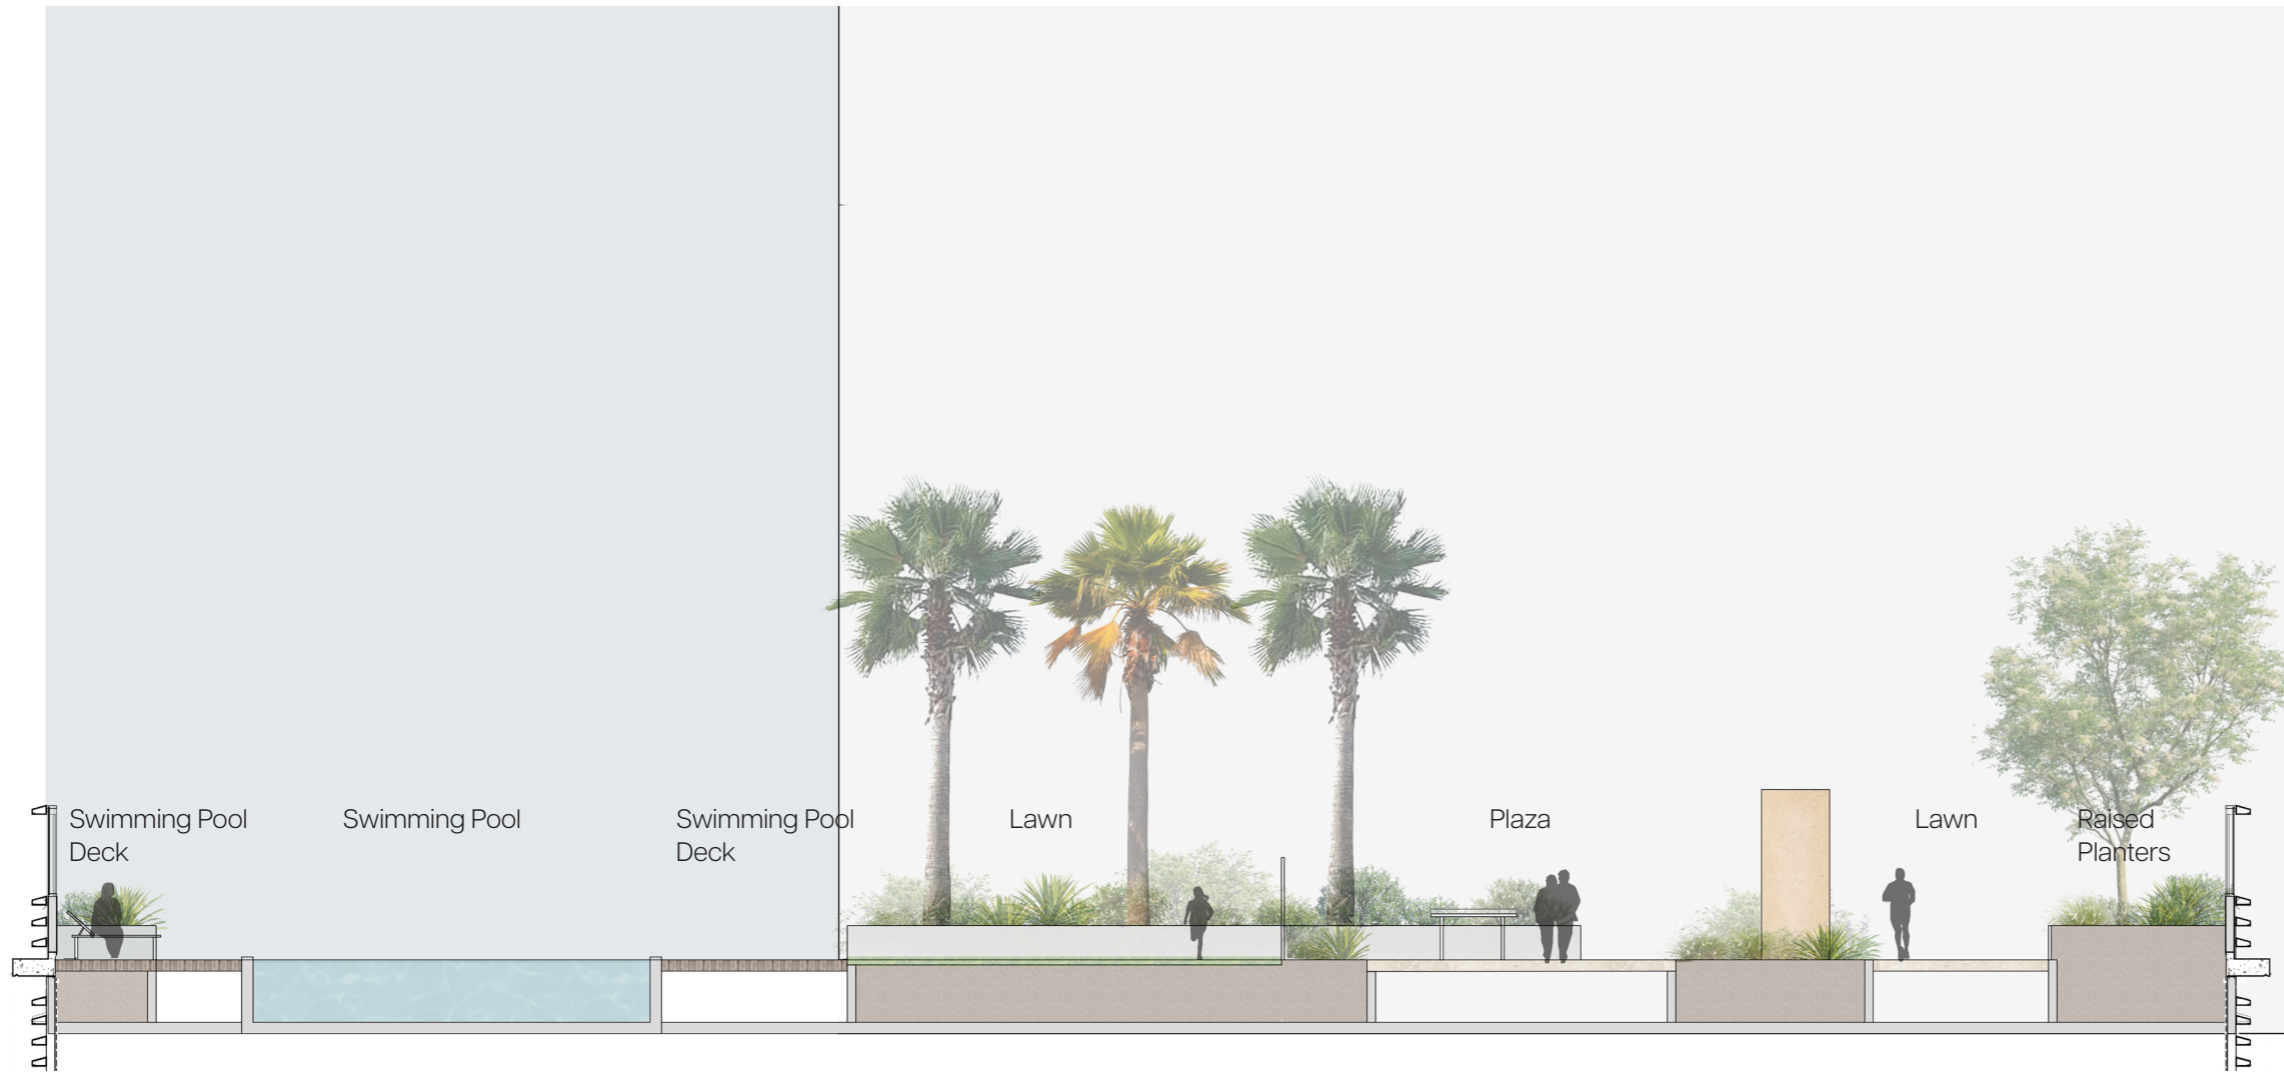 Swimming Pool
Deck
Swimming Pool
Swimming Pool
Deck
Lawn
Plaza
Lawn
Raised
Planters